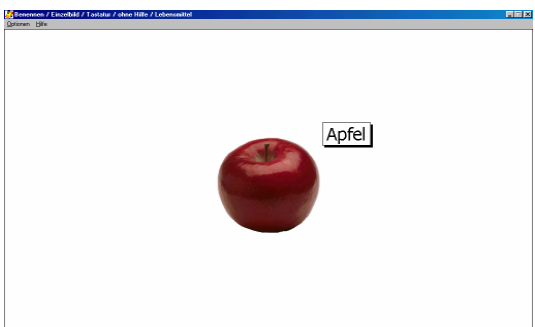 Benennen / Einzelbild / Tastatur / ohne Hilfe / Lebensmittel
Optionen Hilfe
Apfel